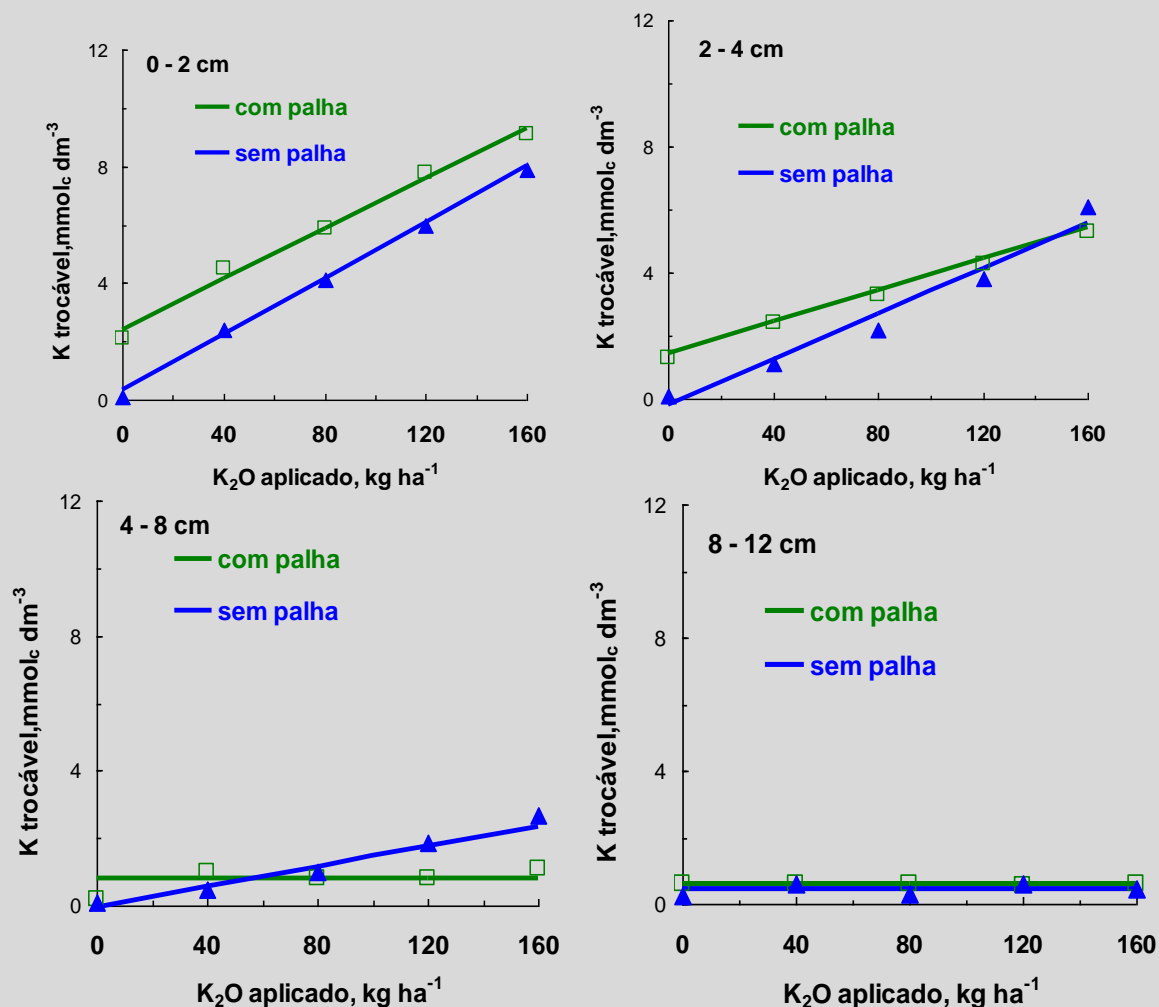 12
0 - 2 cm
com palha
sem palha
8
4
0
K trocável,mmolc dm-3
0 40 80 120 160
K2O aplicado, kg ha-1
12
2 - 4 cm
com palha
sem palha
8
4
0
K trocável,mmolc dm-3
0 40 80 120 160
K2O aplicado, kg ha-1
12
4 - 8 cm
com palha
sem palha
8
4
0
K trocável,mmolc dm-3
0 40 80 120 160
K2O aplicado, kg ha-1
12
8 - 12 cm
com palha
sem palha
8
4
0
K trocável,mmolc dm-3
0 40 80 120 160
K2O aplicado, kg ha-1